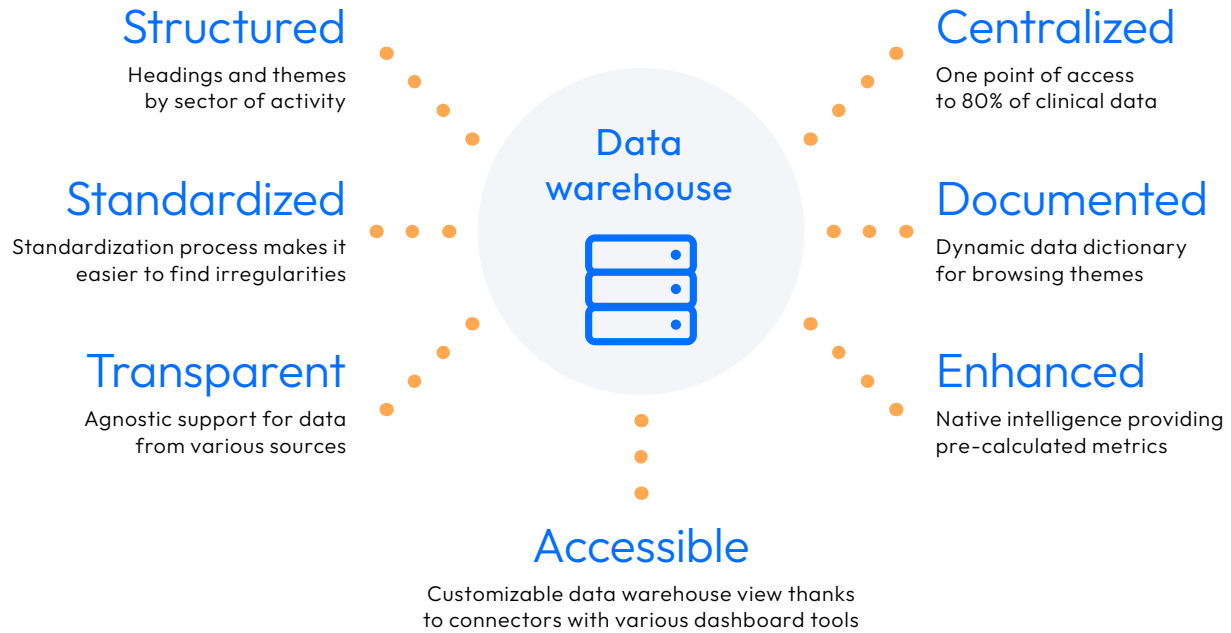 Structured
Headings and themes
by sector of activity
Centralized
One point of access
to 80% of clinical data
Data
warehouse
Standardized
Standardization process makes it
easier to find irregularities
Documented
Dynamic data dictionary
for browsing themes
Transparent
Agnostic support for data
from various sources
Enhanced
Native intelligence providing
pre-calculated metrics
Accessible
Customizable data warehouse view thanks
to connectors with various dashboard tools